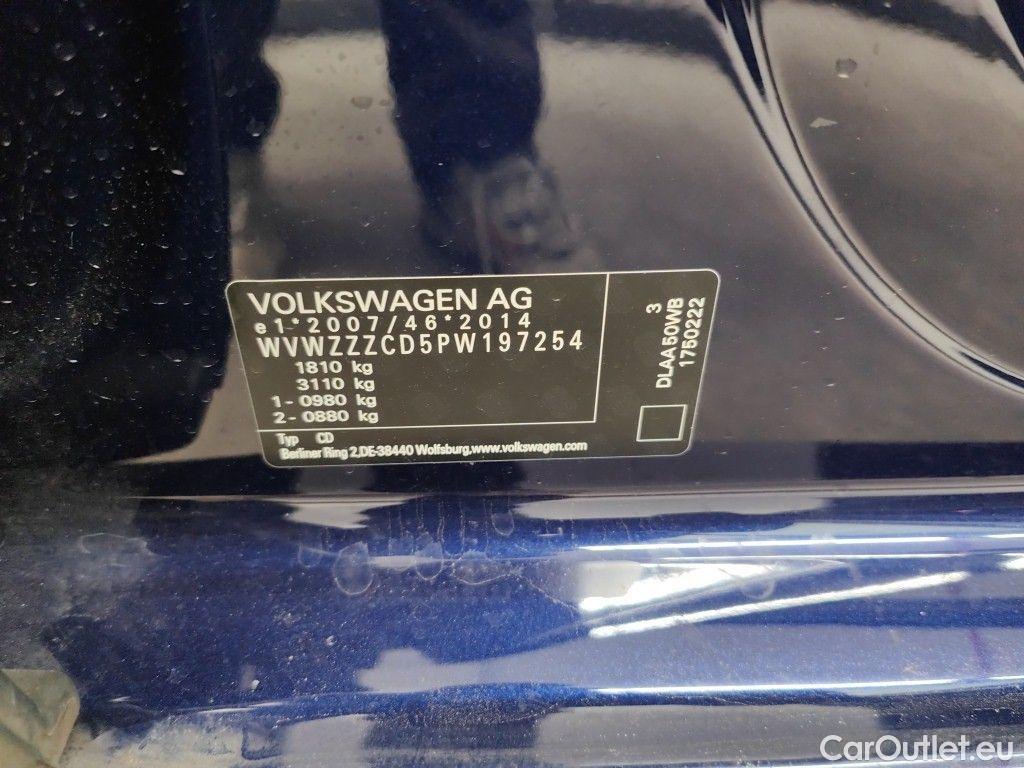 VOLKSWAGEN AG
e1*2007/46*2014
WVWZZZCD5PW197254
1810 kg
3110 kg
1- 0980 kg
2- 0880 kg
Typ CD
Berliner Ring 2,DE-38440 Wolfsburg,www.volkswagen.com
3
DLAA50WB
1750222
CarOutlet.eu